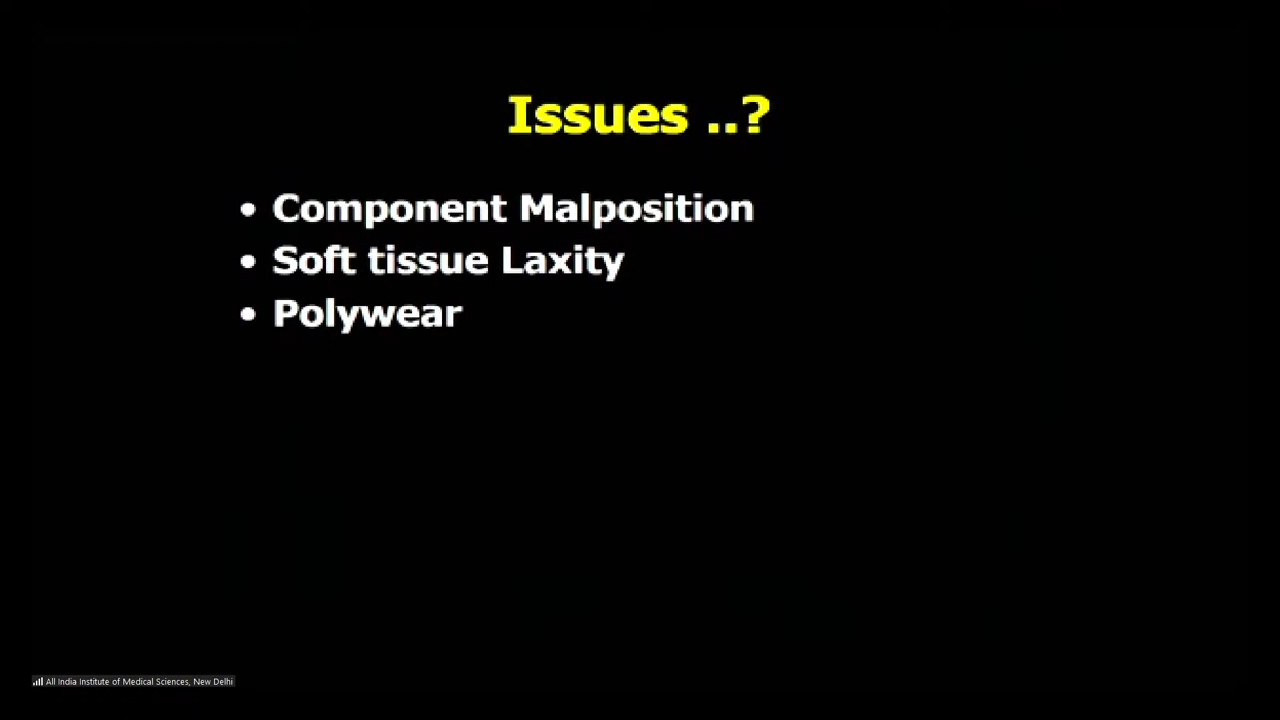 Issues ..?
• Component Malposition
• Soft tissue Laxity
• Polywear
All India Institute of Medical Sciences, New Delhi